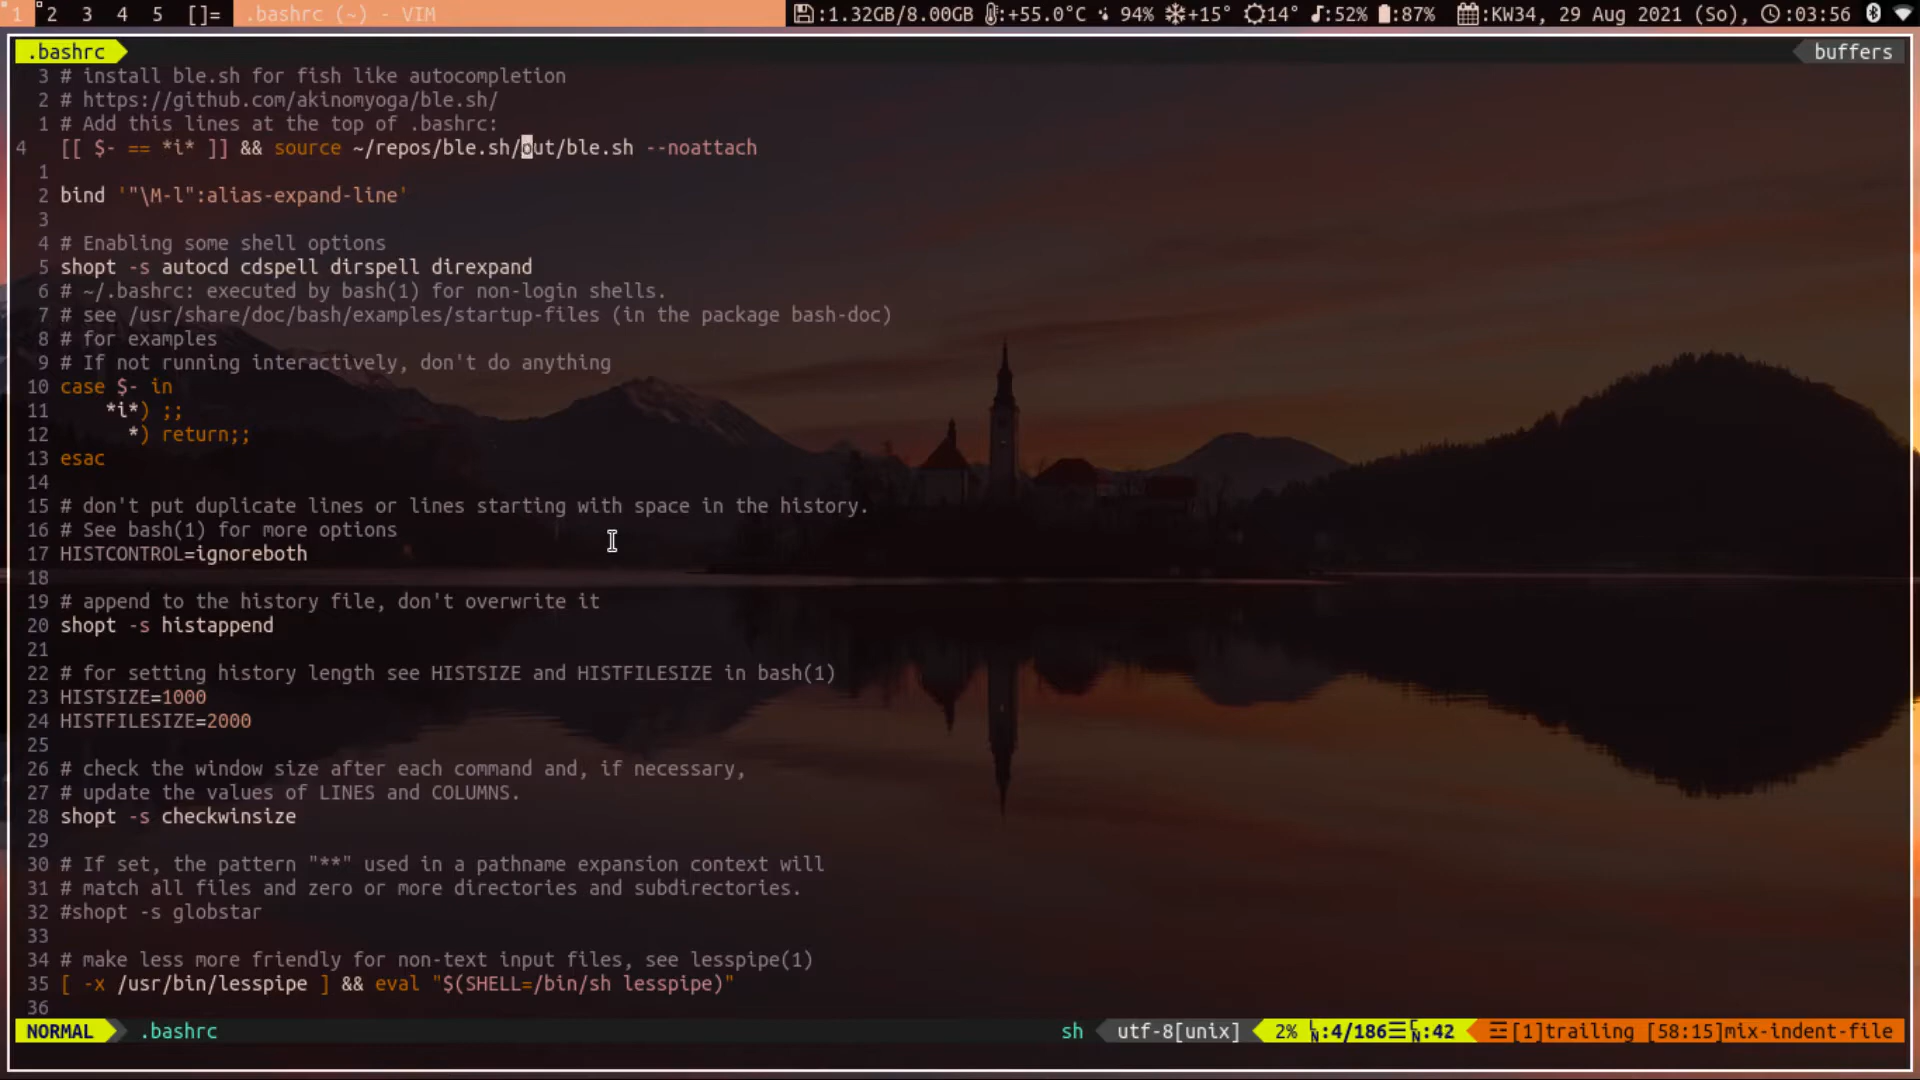 1 2 3 4 5 []= .bashrc (~) - VIM :1.32GB/8.00GB :+55.0°C 94% +15° 14° :52% :87% :KW34, 29 Aug 2021 (So), :03:56
.bashrc buffers
3 # install ble.sh for fish like autocompletion
2 # https://github.com/akinomyoga/ble.sh/
1 # Add this lines at the top of .bashrc:
4 [[ $- == *i* ]] && source ~/repos/ble.sh/out/ble.sh --noattach
1
2 bind '"\M-l":alias-expand-line'
3
4 # Enabling some shell options
5 shopt -s autocd cdspell dirspell direxpand
6 # ~/.bashrc: executed by bash(1) for non-login shells.
7 # see /usr/share/doc/bash/examples/startup-files (in the package bash-doc)
8 # for examples
9 # If not running interactively, don't do anything
10 case $- in
11 *i*) ;;
12 *) return;;
13 esac
14
15 # don't put duplicate lines or lines starting with space in the history.
16 # See bash(1) for more options
17 HISTCONTROL=ignoreboth
18
19 # append to the history file, don't overwrite it
20 shopt -s histappend
21
22 # for setting history length see HISTSIZE and HISTFILESIZE in bash(1)
23 HISTSIZE=1000
24 HISTFILESIZE=2000
25
26 # check the window size after each command and, if necessary,
27 # update the values of LINES and COLUMNS.
28 shopt -s checkwinsize
29
30 # If set, the pattern "**" used in a pathname expansion context will
31 # match all files and zero or more directories and subdirectories.
32 #shopt -s globstar
33
34 # make less more friendly for non-text input files, see lesspipe(1)
35 [ -x /usr/bin/lesspipe ] && eval "$(SHELL=/bin/sh lesspipe)"
36
NORMAL .bashrc sh utf-8[unix] 2% LN:4/186☰CN:42 ☲[1]trailing [58:15]mix-indent-file